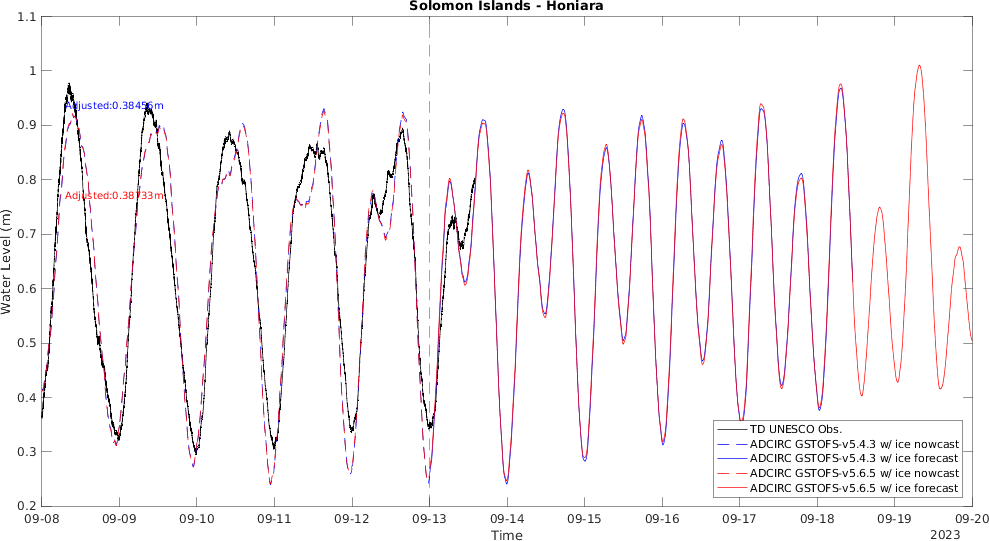 Solomon Islands - Honiara
1.1
1
0.9
0.8
0.7
0.6
0.5
0.4
0.3
0.2
Water Level (m)
Adjusted:0.38456m
Adjusted:0.38733m
TD UNESCO Obs.
ADCIRC GSTOFS-v5.4.3 w/ ice nowcast
ADCIRC GSTOFS-v5.4.3 w/ ice forecast
ADCIRC GSTOFS-v5.6.5 w/ ice nowcast
ADCIRC GSTOFS-v5.6.5 w/ ice forecast
09-08 09-09 09-10 09-11 09-12 09-13 09-14 09-15 09-16 09-17 09-18 09-19 09-20
Time
2023